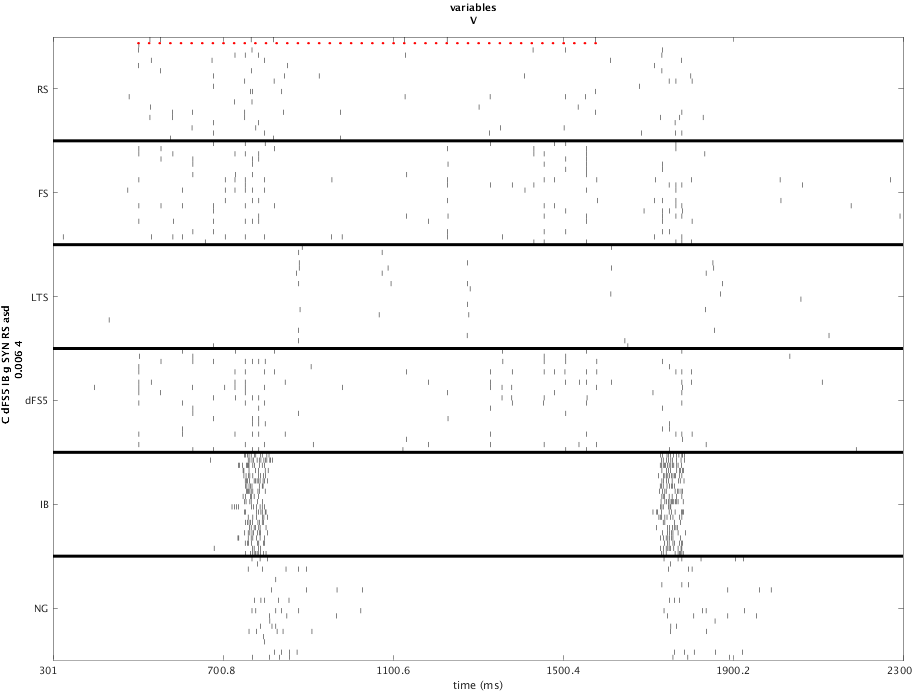 variables
V
RS
FS
LTS
dFS5
IB
NG
C dFS5 IB g SYN RS asd
0.006 4
301
700.8
1100.6
1500.4
1900.2
2300
time (ms)